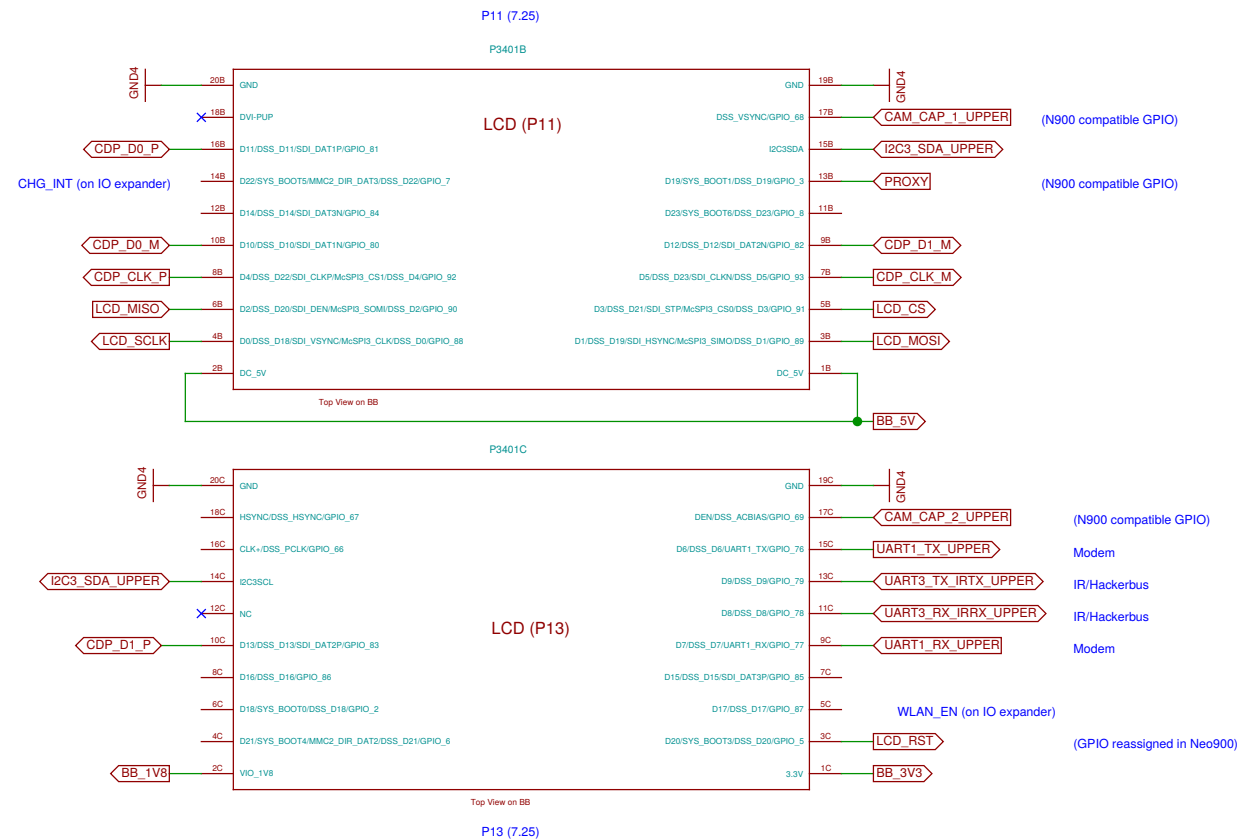 P11 (7.25)
P3401B
GND4 20B GND GND 19B GND4
LCD (P11)
18B DVI-PUP DSS_VSYNC/GPIO_68 17B CAM_CAP_1_UPPER (N900 compatible GPIO)
CDP_D0_P 16B D11/DSS_D11/SDI_DAT1P/GPIO_81 I2C3SDA 15B I2C3_SDA_UPPER
CHG_INT (on IO expander) 14B D22/SYS_BOOT5/MMC2_DIR_DAT3/DSS_D22/GPIO_7 D19/SYS_BOOT1/DSS_D19/GPIO_3 13B PROXY (N900 compatible GPIO)
12B D14/DSS_D14/SDI_DAT3N/GPIO_84 D23/SYS_BOOT6/DSS_D23/GPIO_8 11B
CDP_D0_M 10B D10/DSS_D10/SDI_DAT1N/GPIO_80 D12/DSS_D12/SDI_DAT2N/GPIO_82 9B CDP_D1_M
CDP_CLK_P 8B D4/DSS_D22/SDI_CLKP/McSPI3_CS1/DSS_D4/GPIO_92 D5/DSS_D23/SDI_CLKN/DSS_D5/GPIO_93 7B CDP_CLK_M
LCD_MISO 6B D2/DSS_D20/SDI_DEN/McSPI3_SOMI/DSS_D2/GPIO_90 D3/DSS_D21/SDI_STP/McSPI3_CS0/DSS_D3/GPIO_91 5B LCD_CS
LCD_SCLK 4B D0/DSS_D18/SDI_VSYNC/McSPI3_CLK/DSS_D0/GPIO_88 D1/DSS_D19/SDI_HSYNC/McSPI3_SIMO/DSS_D1/GPIO_89 3B LCD_MOSI
2B DC_5V DC_5V 1B
Top View on BB
BB_5V
P3401C
GND4 20C GND GND 19C GND4
18C HSYNC/DSS_HSYNC/GPIO_67 DEN/DSS_ACBIAS/GPIO_69 17C CAM_CAP_2_UPPER (N900 compatible GPIO)
16C CLK+/DSS_PCLK/GPIO_66 D6/DSS_D6/UART1_TX/GPIO_76 15C UART1_TX_UPPER Modem
I2C3_SDA_UPPER 14C I2C3SCL D9/DSS_D9/GPIO_79 13C UART3_TX_IRTX_UPPER IR/Hackerbus
12C NC D8/DSS_D8/GPIO_78 11C UART3_RX_IRRX_UPPER IR/Hackerbus
LCD (P13)
CDP_D1_P 10C D13/DSS_D13/SDI_DAT2P/GPIO_83 D7/DSS_D7/UART1_RX/GPIO_77 9C UART1_RX_UPPER Modem
8C D16/DSS_D16/GPIO_86 D15/DSS_D15/SDI_DAT3P/GPIO_85 7C
6C D18/SYS_BOOT0/DSS_D18/GPIO_2 D17/DSS_D17/GPIO_87 5C WLAN_EN (on IO expander)
4C D21/SYS_BOOT4/MMC2_DIR_DAT2/DSS_D21/GPIO_6 D20/SYS_BOOT3/DSS_D20/GPIO_5 3C LCD_RST (GPIO reassigned in Neo900)
BB_1V8 2C VIO_1V8 3.3V 1C BB_3V3
Top View on BB
P13 (7.25)